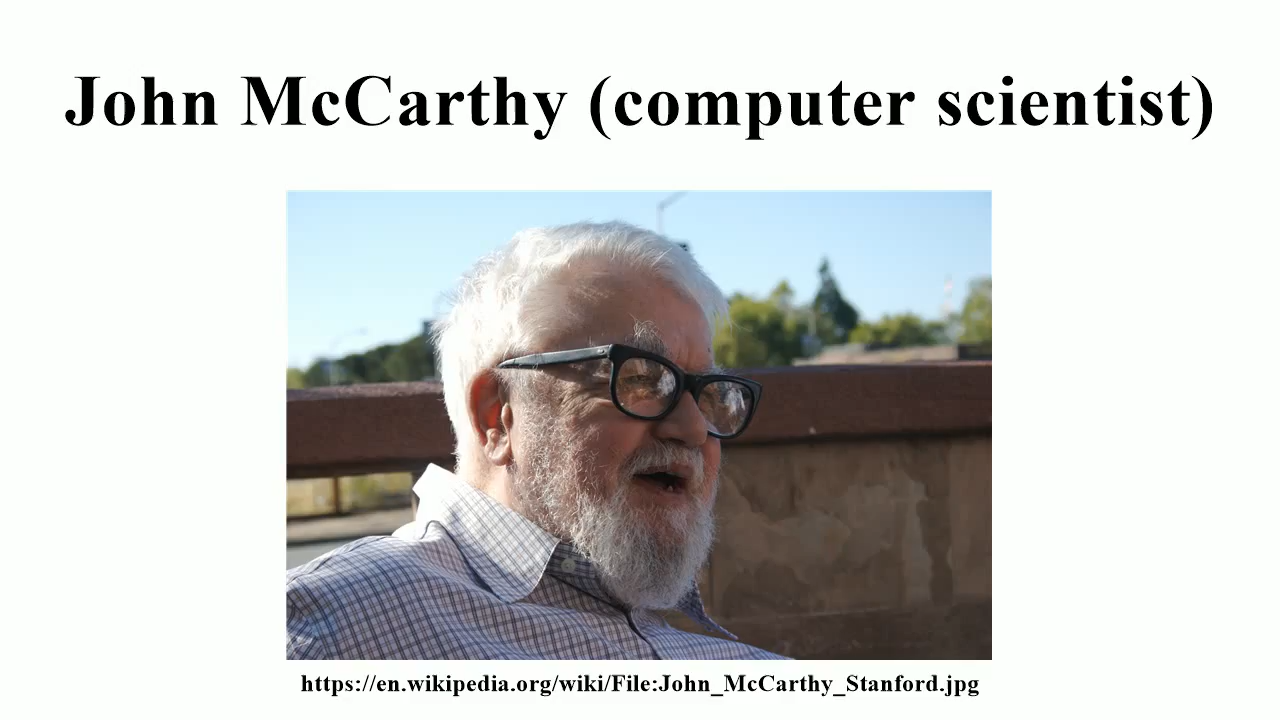 John McCarthy (computer scientist)
https://en.wikipedia.org/wiki/File:John_McCarthy_Stanford.jpg